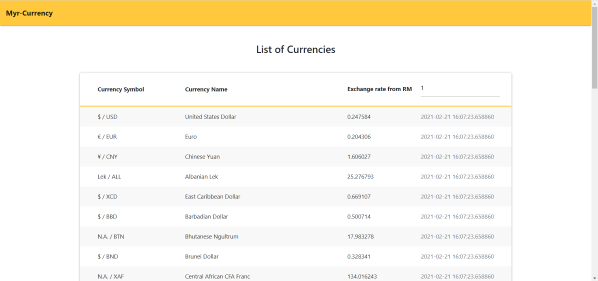 Myr-Currency
List of Currencies
Currency Symbol Currency Name Exchange rate from RM 1
$ / USD United States Dollar 0.247584 2021-02-21 16:07:23.658860
€ / EUR Euro 0.204306 2021-02-21 16:07:23.658860
¥ / CNY Chinese Yuan 1.606027 2021-02-21 16:07:23.658860
Lek / ALL Albanian Lek 25.276793 2021-02-21 16:07:23.658860
$ / XCD East Caribbean Dollar 0.669107 2021-02-21 16:07:23.658860
$ / BBD Barbadian Dollar 0.500714 2021-02-21 16:07:23.658860
N.A. / BTN Bhutanese Ngultrum 17.983278 2021-02-21 16:07:23.658860
$ / BND Brunei Dollar 0.328341 2021-02-21 16:07:23.658860
N.A. / XAF Central African CFA Franc 134.016243 2021-02-21 16:07:23.658860